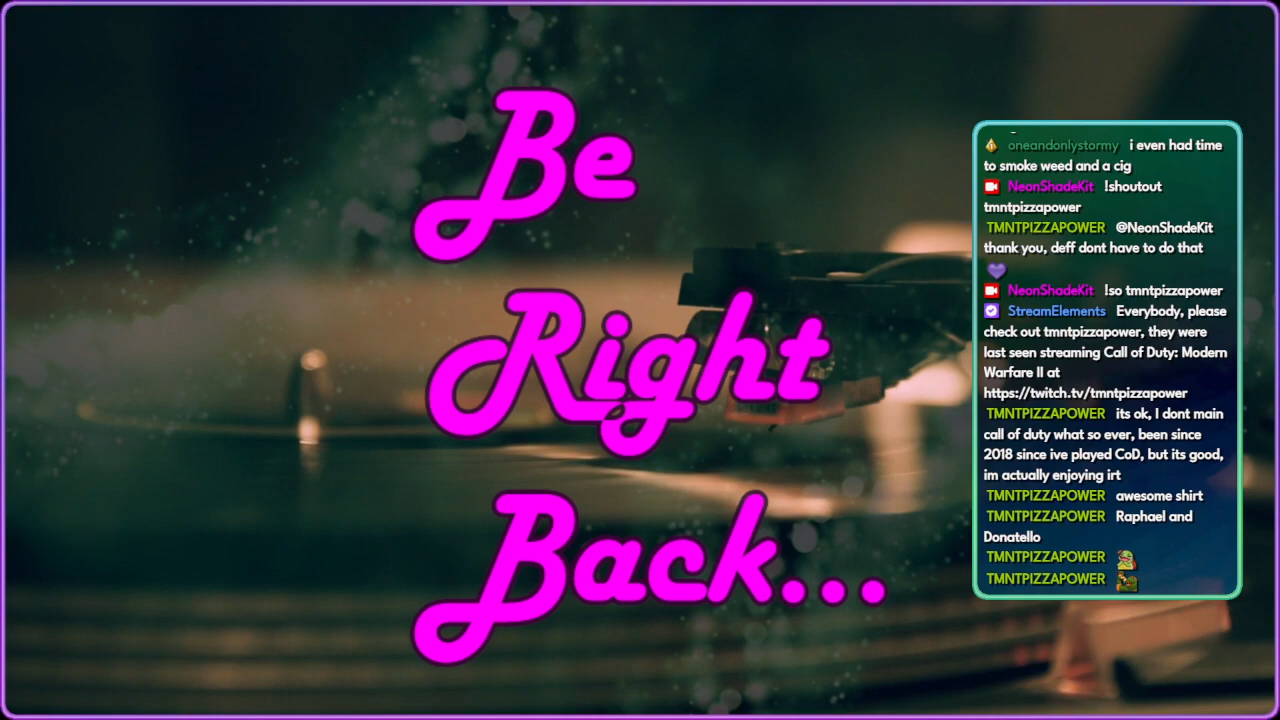 Be
Right
Back...
oneandonlystormy i even had time
to smoke weed and a cig
NeonShadeKit !shoutout
tmntpizzapower
TMNTPIZZAPOWER @NeonShadeKit
thank you, deff dont have to do that
NeonShadeKit !so tmntpizzapower
StreamElements Everybody, please
check out tmntpizzapower, they were
last seen streaming Call of Duty: Modern
Warfare II at
https://twitch.tv/tmntpizzapower
TMNTPIZZAPOWER its ok, I dont main
call of duty what so ever, been since
2018 since ive played CoD, but its good,
im actually enjoying irt
TMNTPIZZAPOWER awesome shirt
TMNTPIZZAPOWER Raphael and
Donatello
TMNTPIZZAPOWER
TMNTPIZZAPOWER